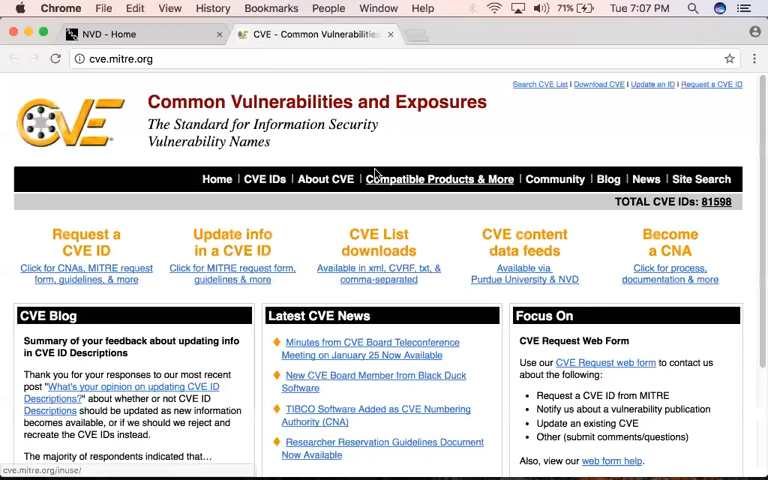 Chrome File Edit View History Bookmarks People Window Help 71% Tue 7:07 PM
NVD - Home CVE - Common Vulnerabilities
cve.mitre.org
Search CVE List | Download CVE | Update an ID | Request a CVE ID
CVE
Common Vulnerabilities and Exposures
The Standard for Information Security
Vulnerability Names
Home | CVE IDs | About CVE | Compatible Products & More | Community | Blog | News | Site Search
TOTAL CVE IDs: 81598
Request a
CVE ID
Click for CNAs, MITRE request
form, guidelines, & more
Update info
in a CVE ID
Click for MITRE request form,
guidelines & more
CVE List
downloads
Available in xml, CVRF, txt, &
comma-separated
CVE content
data feeds
Available via
Purdue University & NVD
Become
a CNA
Click for process,
documentation & more
CVE Blog
Summary of your feedback about updating info
in CVE ID Descriptions
Thank you for your responses to our most recent
post "What's your opinion on updating CVE ID
Descriptions?" about whether or not CVE ID
Descriptions should be updated as new information
becomes available, or if we should we reject and
recreate the CVE IDs instead.
The majority of respondents indicated that…
Latest CVE News
Minutes from CVE Board Teleconference
Meeting on January 25 Now Available
New CVE Board Member from Black Duck
Software
TIBCO Software Added as CVE Numbering
Authority (CNA)
Researcher Reservation Guidelines Document
Now Available
Focus On
CVE Request Web Form
Use our CVE Request web form to contact us
about the following:
• Request a CVE ID from MITRE
• Notify us about a vulnerability publication
• Update an existing CVE
• Other (submit comments/questions)
Also, view our web form help.
cve.mitre.org/inuse/